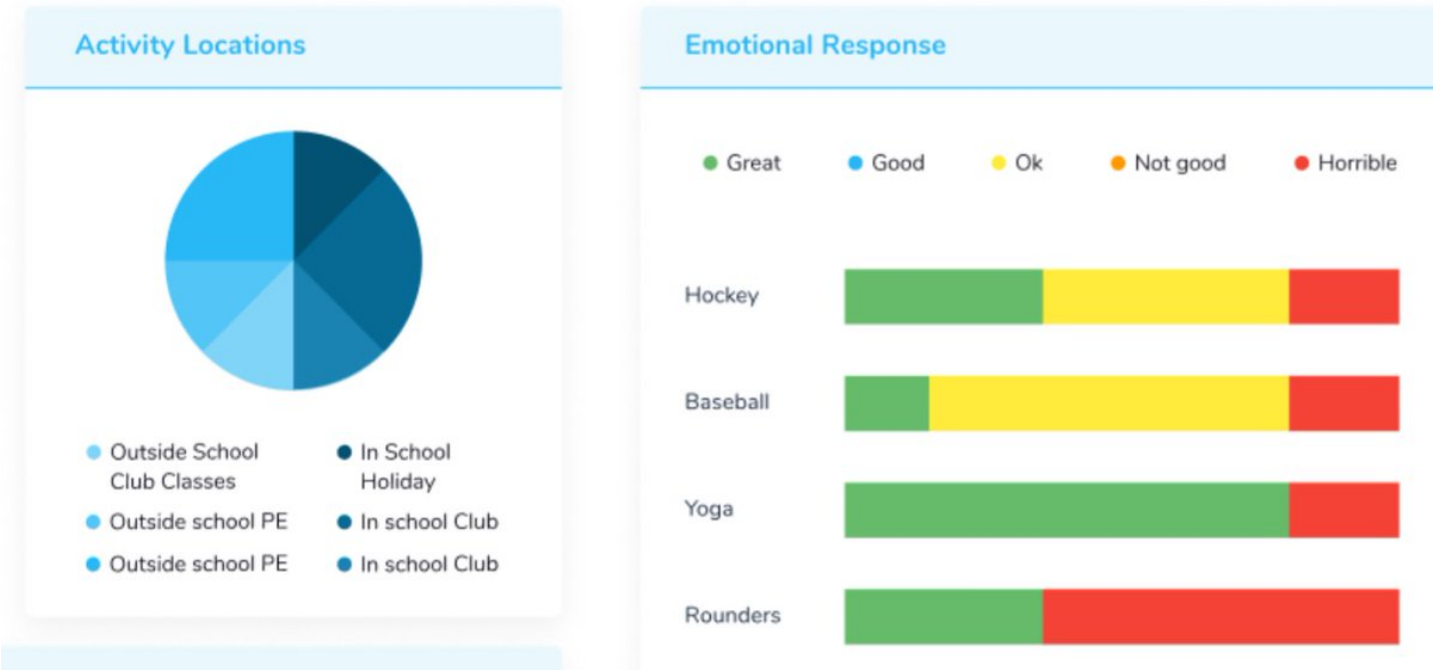 Activity Locations
Outside School
Club Classes
In School
Holiday
Outside school PE
In school Club
Outside school PE
In school Club
Emotional Response
Great
Good
Ok
Not good
Horrible
Hockey
Baseball
Yoga
Rounders